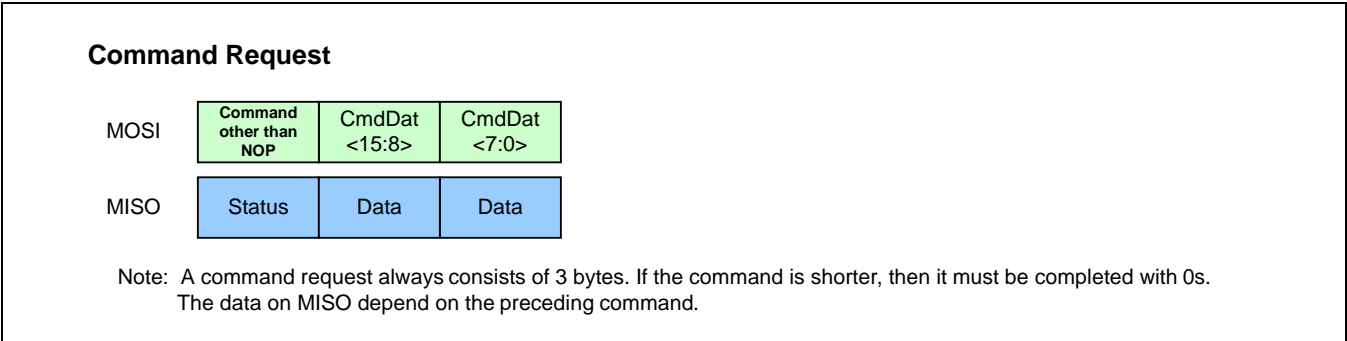 Command Request
MOSI
Command
other than
NOP
CmdDat
<15:8>
CmdDat
<7:0>
MISO
Status
Data
Data
Note: A command request always consists of 3 bytes. If the command is shorter, then it must be completed with 0s.
The data on MISO depend on the preceding command.